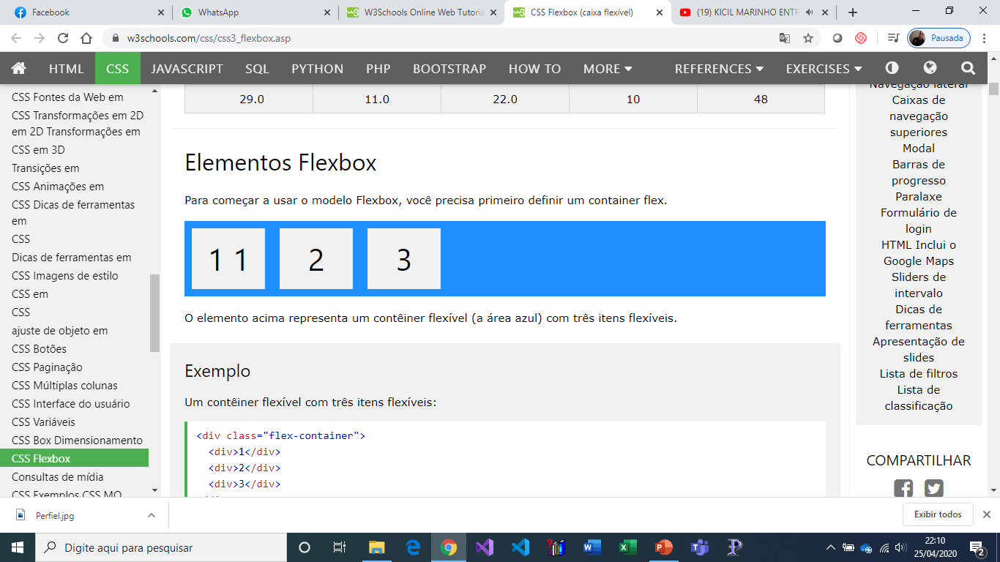 Facebook
WhatsApp
W3Schools Online Web Tutoria
CSS Flexbox (caixa flexível)
(19) KICIL MARINHO ENTR
w3schools.com/css/css3_flexbox.asp
Pausada
HTML
CSS
JAVASCRIPT
SQL
PYTHON
PHP
BOOTSTRAP
HOW TO
MORE
REFERENCES
EXERCISES
CSS Fontes da Web em
CSS Transformações em 2D
em 2D Transformações em
CSS em 3D
Transições em
CSS Animações em
CSS Dicas de ferramentas
em
CSS
Dicas de ferramentas em
CSS Imagens de estilo
CSS em
CSS
ajuste de objeto em
CSS Botões
CSS Paginação
CSS Múltiplas colunas
CSS Interface do usuário
CSS Variáveis
CSS Box Dimensionamento
CSS Flexbox
Consultas de mídia
CSS Exemplos CSS MQ
29.0 11.0 22.0 10 48
Elementos Flexbox
Para começar a usar o modelo Flexbox, você precisa primeiro definir um container flex.
1 1
2
3
O elemento acima representa um contêiner flexível (a área azul) com três itens flexíveis.
Exemplo
Um contêiner flexível com três itens flexíveis:
<div class="flex-container">
<div>1</div>
<div>2</div>
<div>3</div>
Navegação lateral
Caixas de
navegação
superiores
Modal
Barras de
progresso
Paralaxe
Formulário de
login
HTML Inclui o
Google Maps
Sliders de
intervalo
Dicas de
ferramentas
Apresentação de
slides
Lista de filtros
Lista de
classificação
COMPARTILHAR
Perfiel.jpg
Exibir todos
Digite aqui para pesquisar
22:10
25/04/2020
2